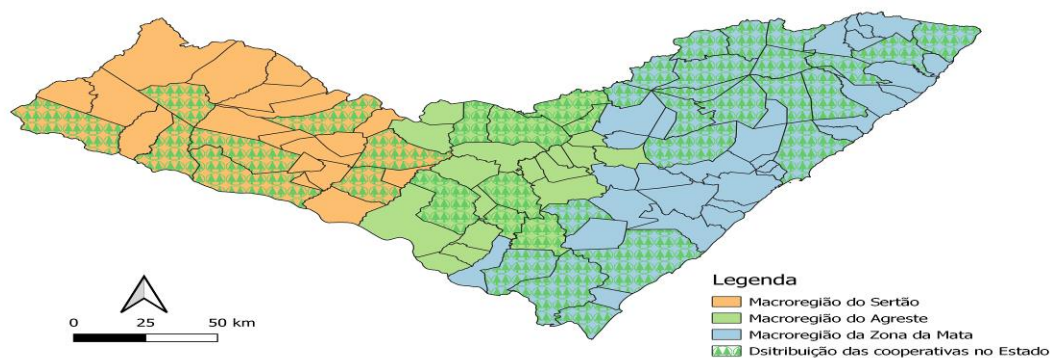 Legenda
Macroregião do Sertão
Macroregião do Agreste
Macroregião da Zona da Mata
Dsitribuição das cooperativas no Estado
0 25 50 km